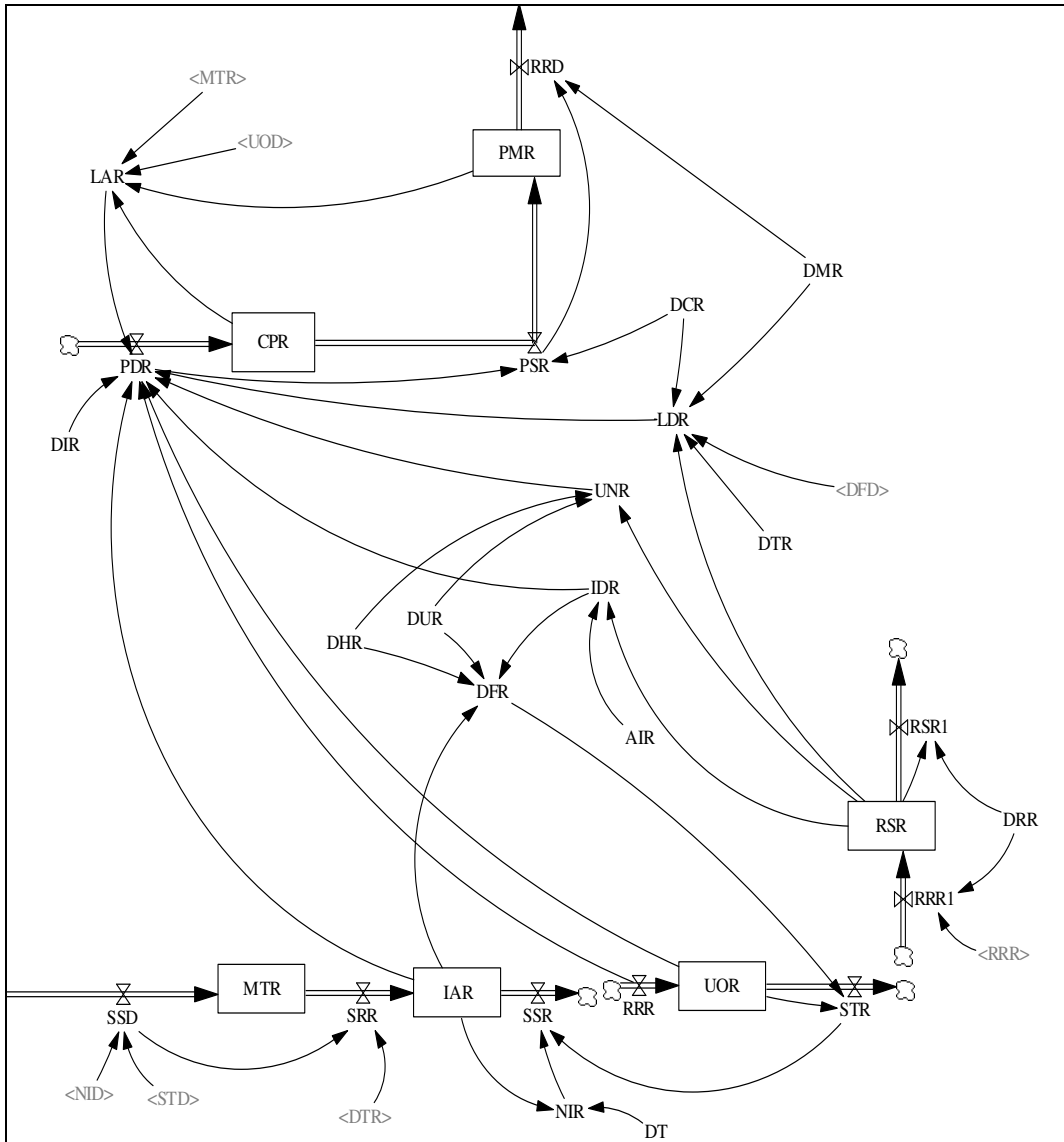 RRD
<MTR>
<UOD>
PMR
LAR
DMR
DCR
CPR
PSR
PDR
LDR
DIR
<DFD>
UNR
DTR
IDR
DUR
DHR
DFR
RSR1
AIR
RSR
DRR
RRR1
<RRR>
MTR
IAR
UOR
SSD
SRR
SSR
RRR
STR
<NID>
<STD>
<DTR>
NIR
DT